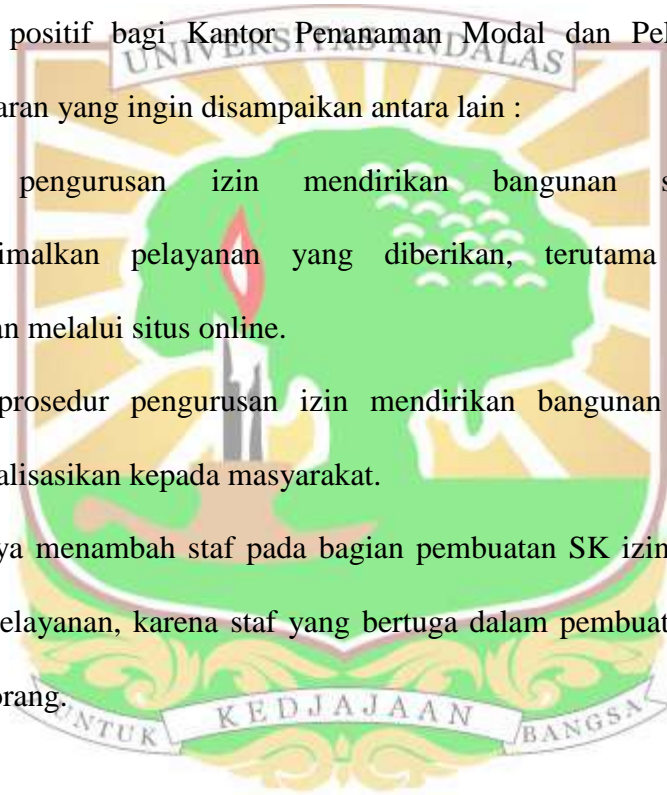 positif bagi Kantor Penanaman Modal dan Pel
UNIVERSITAS ANDALAS
aran yang ingin disampaikan antara lain :
pengurusan izin mendirikan bangunan s
imalkan pelayanan yang diberikan, terutama
an melalui situs online.
prosedur pengurusan izin mendirikan bangunan
alisasikan kepada masyarakat.
ya menambah staf pada bagian pembuatan SK izin
elayanan, karena staf yang bertuga dalam pembuat
orang.
UNTUK KEDJAJAAN BANGSA